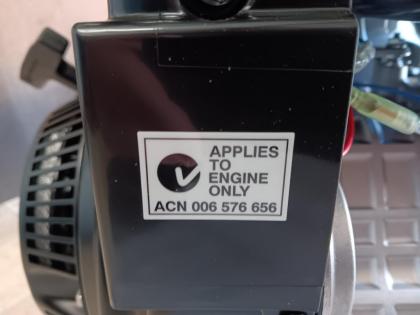 APPLIES
TO
ENGINE
ONLY
ACN 006 576 656